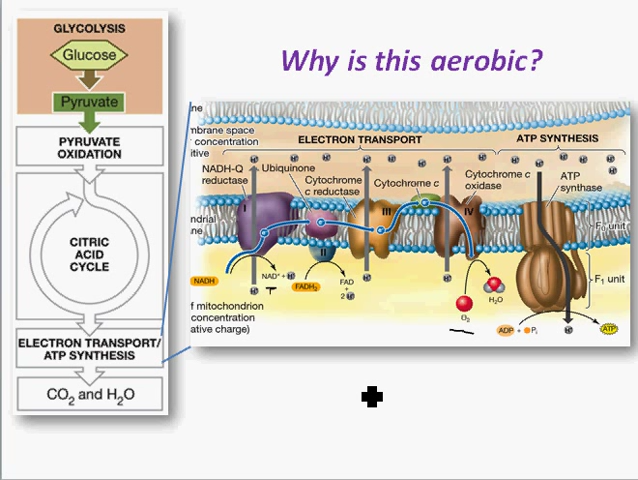 Why is this aerobic?
GLYCOLYSIS
Glucose
Pyruvate
PYRUVATE
OXIDATION
CITRIC
ACID
CYCLE
ELECTRON TRANSPORT/
ATP SYNTHESIS
CO₂ and H₂O
ne
mbrane space
concentration
itive
ELECTRON TRANSPORT
ATP SYNTHESIS
NADH-Q
reductase
Ubiquinone
Cytochrome
c reductase
Cytochrome c
Cytochrome c
oxidase
ATP
synthase
I
II
III
IV
F₀ unit
F₁ unit
ndrial
ne
NADH
NAD⁺ + H⁺
FADH₂
FAD
+
2 H⁺
O₂
H₂O
ADP + Pᵢ
H⁺
ATP
f mitochondrion
concentration
ative charge)